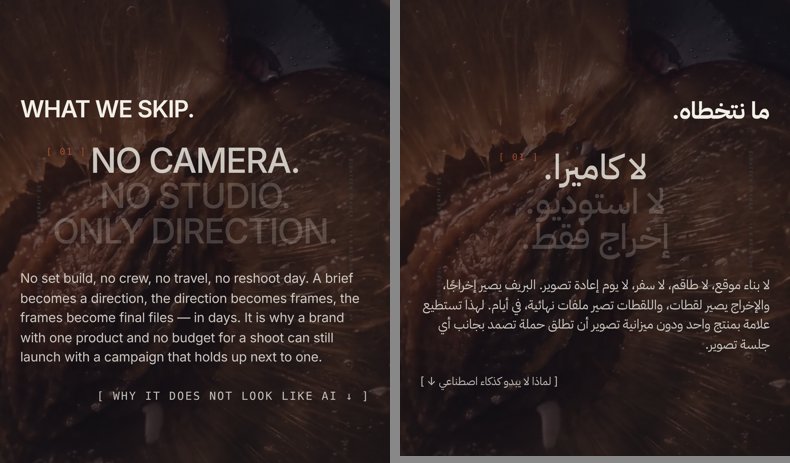 WHAT WE SKIP.
[ 01 ]
NO CAMERA.
NO STUDIO.
ONLY DIRECTION.
No set build, no crew, no travel, no reshoot day. A brief
becomes a direction, the direction becomes frames, the
frames become final files — in days. It is why a brand
with one product and no budget for a shoot can still
launch with a campaign that holds up next to one.
[ WHY IT DOES NOT LOOK LIKE AI ↓ ]
ما نتخطاه.
[ 01 ]
لا كاميرا.
لا استوديو.
إخراج فقط.
لا بناء موقع، لا طاقم، لا سفر، لا يوم إعادة تصوير. البريف يصير إخراجًا،
والإخراج يصير لقطات، واللقطات تصير ملفات نهائية، في أيام. لهذا تستطيع
علامة بمنتج واحد ودون ميزانية تصوير أن تطلق حملة تصمد بجانب أي
جلسة تصوير.
[ لماذا لا يبدو كذكاء اصطناعي ↓ ]